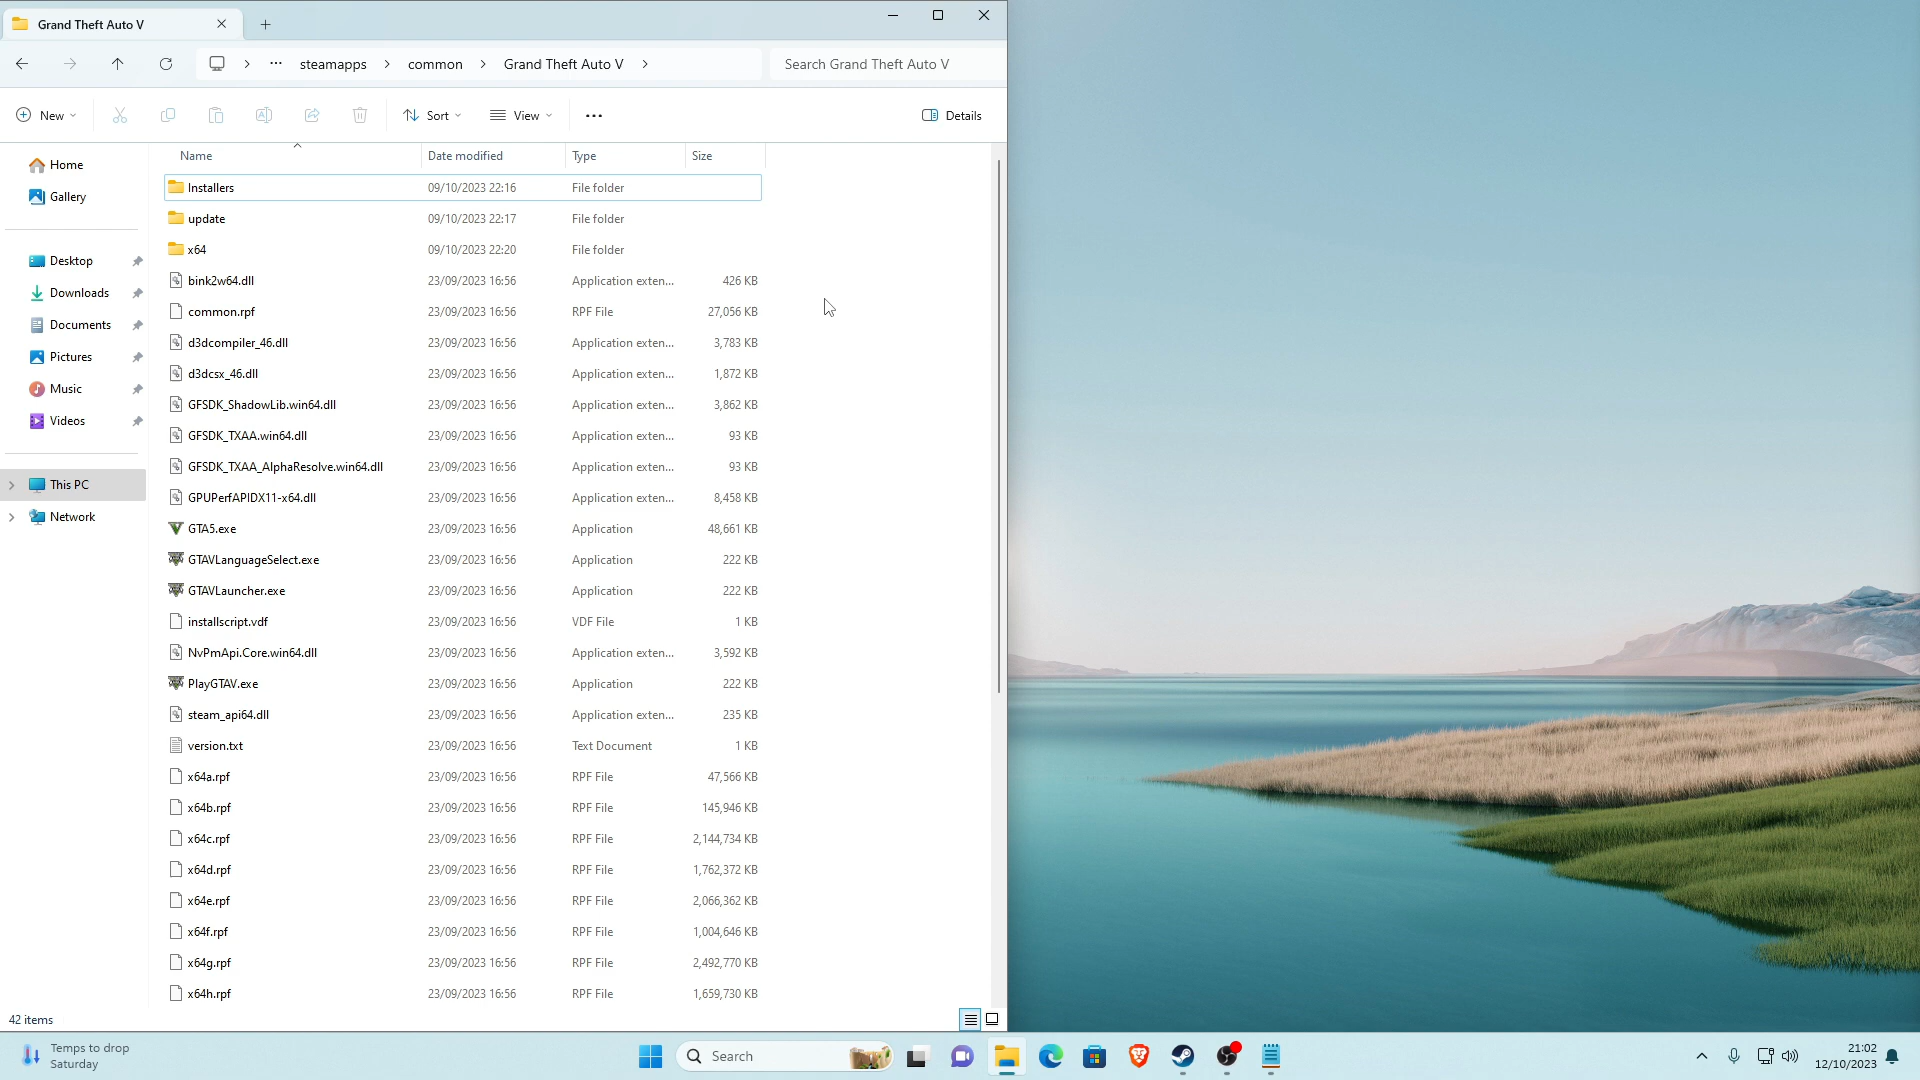 Grand Theft Auto V
steamapps
common
Grand Theft Auto V
Search Grand Theft Auto V
New
Sort
View
Details
Name
Date modified
Type
Size
Home
Gallery
Desktop
Downloads
Documents
Pictures
Music
Videos
This PC
Network
Installers 09/10/2023 22:16 File folder
update 09/10/2023 22:17 File folder
x64 09/10/2023 22:20 File folder
bink2w64.dll 23/09/2023 16:56 Application exten... 426 KB
common.rpf 23/09/2023 16:56 RPF File 27,056 KB
d3dcompiler_46.dll 23/09/2023 16:56 Application exten... 3,783 KB
d3dcsx_46.dll 23/09/2023 16:56 Application exten... 1,872 KB
GFSDK_ShadowLib.win64.dll 23/09/2023 16:56 Application exten... 3,862 KB
GFSDK_TXAA.win64.dll 23/09/2023 16:56 Application exten... 93 KB
GFSDK_TXAA_AlphaResolve.win64.dll 23/09/2023 16:56 Application exten... 93 KB
GPUPerfAPIDX11-x64.dll 23/09/2023 16:56 Application exten... 8,458 KB
GTA5.exe 23/09/2023 16:56 Application 48,661 KB
GTAVLanguageSelect.exe 23/09/2023 16:56 Application 222 KB
GTAVLauncher.exe 23/09/2023 16:56 Application 222 KB
installscript.vdf 23/09/2023 16:56 VDF File 1 KB
NvPmApi.Core.win64.dll 23/09/2023 16:56 Application exten... 3,592 KB
PlayGTAV.exe 23/09/2023 16:56 Application 222 KB
steam_api64.dll 23/09/2023 16:56 Application exten... 235 KB
version.txt 23/09/2023 16:56 Text Document 1 KB
x64a.rpf 23/09/2023 16:56 RPF File 47,566 KB
x64b.rpf 23/09/2023 16:56 RPF File 145,946 KB
x64c.rpf 23/09/2023 16:56 RPF File 2,144,734 KB
x64d.rpf 23/09/2023 16:56 RPF File 1,762,372 KB
x64e.rpf 23/09/2023 16:56 RPF File 2,066,362 KB
x64f.rpf 23/09/2023 16:56 RPF File 1,004,646 KB
x64g.rpf 23/09/2023 16:56 RPF File 2,492,770 KB
x64h.rpf 23/09/2023 16:56 RPF File 1,659,730 KB
42 items
Temps to drop
Saturday
Search
21:02
12/10/2023